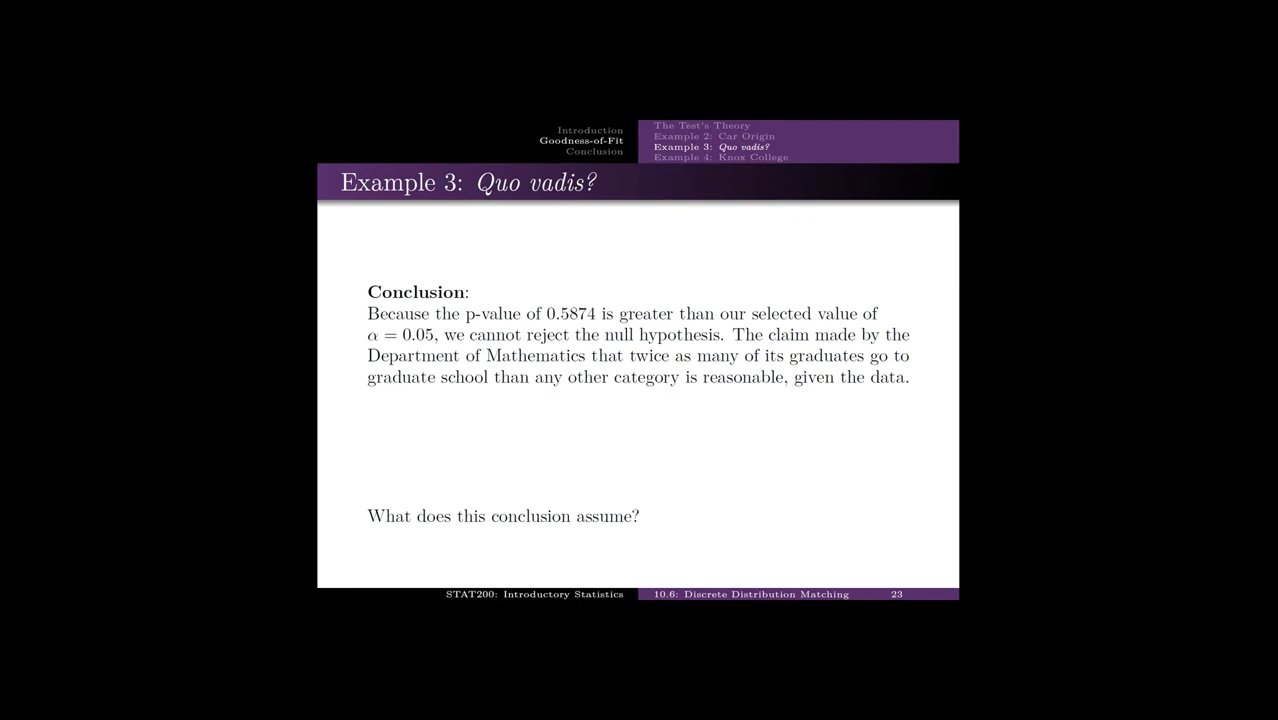 Introduction
Goodness-of-Fit
Conclusion
The Test's Theory
Example 2: Car Origin
Example 3: Quo vadis?
Example 4: Knox College
Example 3: Quo vadis?
Conclusion:
Because the p-value of 0.5874 is greater than our selected value of
α = 0.05, we cannot reject the null hypothesis. The claim made by the
Department of Mathematics that twice as many of its graduates go to
graduate school than any other category is reasonable, given the data.
What does this conclusion assume?
STAT200: Introductory Statistics
10.6: Discrete Distribution Matching 23